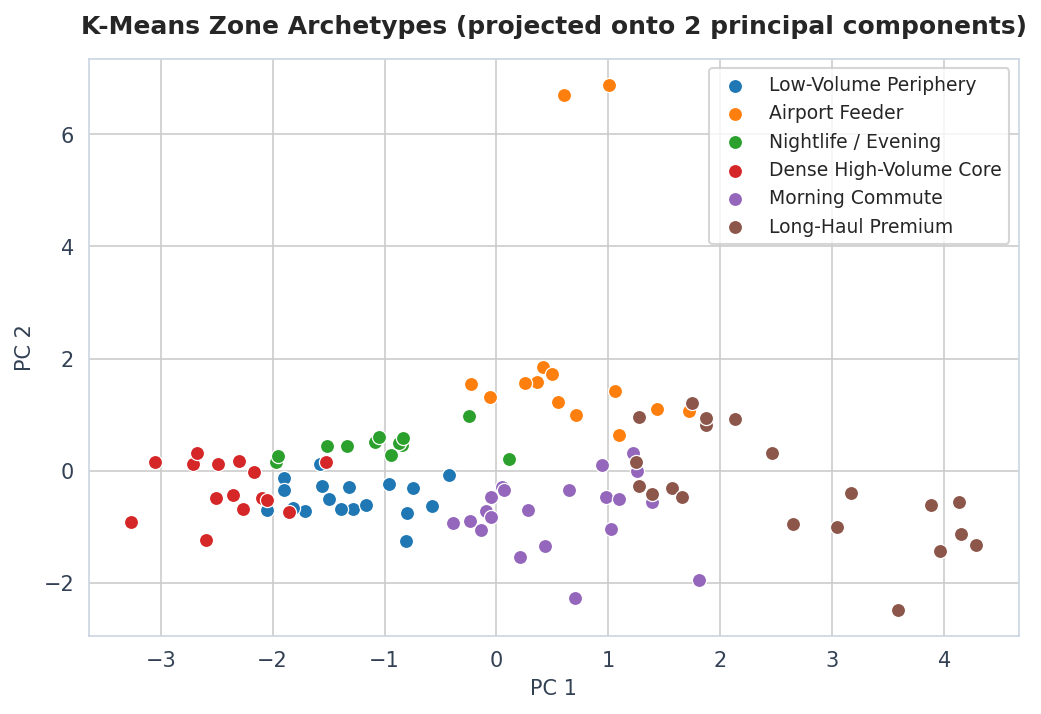 K-Means Zone Archetypes (projected onto 2 principal components)
Low-Volume Periphery
Airport Feeder
Nightlife / Evening
Dense High-Volume Core
Morning Commute
Long-Haul Premium
6
4
2
0
−2
PC 2
−3 −2 −1 0 1 2 3 4
PC 1